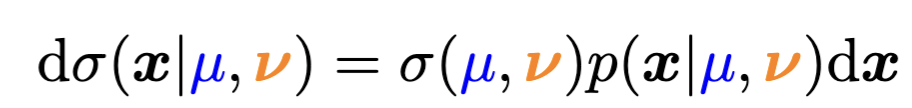 dσ(𝒙|μ, 𝝂) = σ(μ, 𝝂)p(𝒙|μ, 𝝂)d𝒙